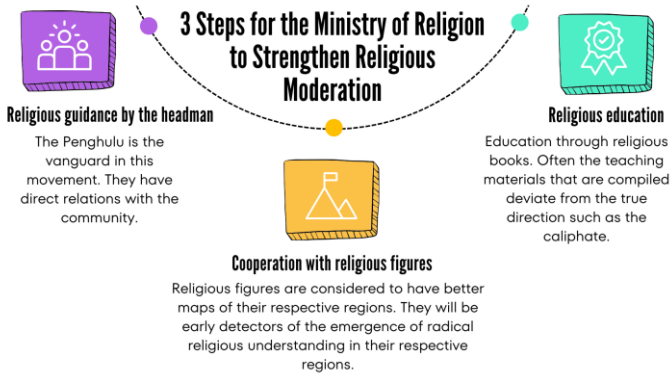 3 Steps for the Ministry of Religion
to Strengthen Religious
Moderation
Religious guidance by the headman
The Penghulu is the
vanguard in this
movement. They have
direct relations with the
community.
Cooperation with religious figures
Religious figures are considered to have better
maps of their respective regions. They will be
early detectors of the emergence of radical
religious understanding in their respective
regions.
Religious education
Education through religious
books. Often the teaching
materials that are compiled
deviate from the true
direction such as the
caliphate.